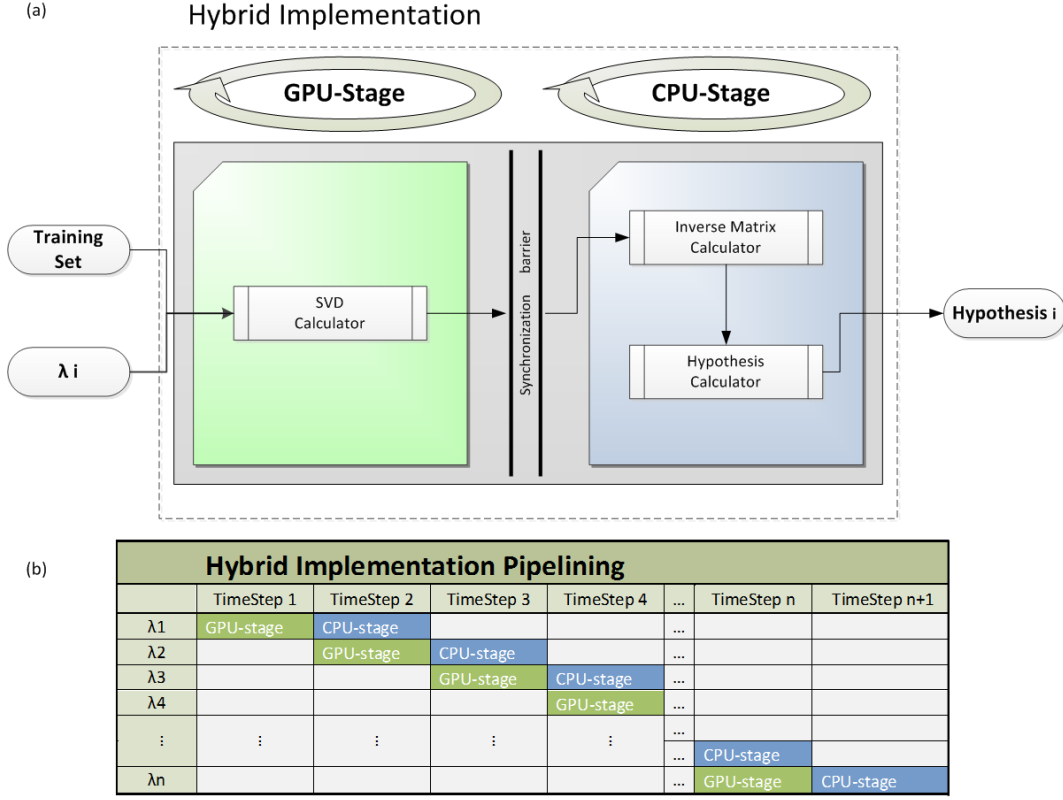 (a)
Hybrid Implementation
GPU-Stage
CPU-Stage
Training
Set
λ i
SVD
Calculator
Synchronization barrier
Inverse Matrix
Calculator
Hypothesis
Calculator
Hypothesis i
(b)
Hybrid Implementation Pipelining
TimeStep 1 TimeStep 2 TimeStep 3 TimeStep 4 ... TimeStep n TimeStep n+1
λ1 GPU-stage CPU-stage ...
λ2 GPU-stage CPU-stage ...
λ3 GPU-stage CPU-stage ...
λ4 GPU-stage ...
⋮ ⋮ ⋮ ⋮ ⋮ ...
... CPU-stage
λn ... GPU-stage CPU-stage